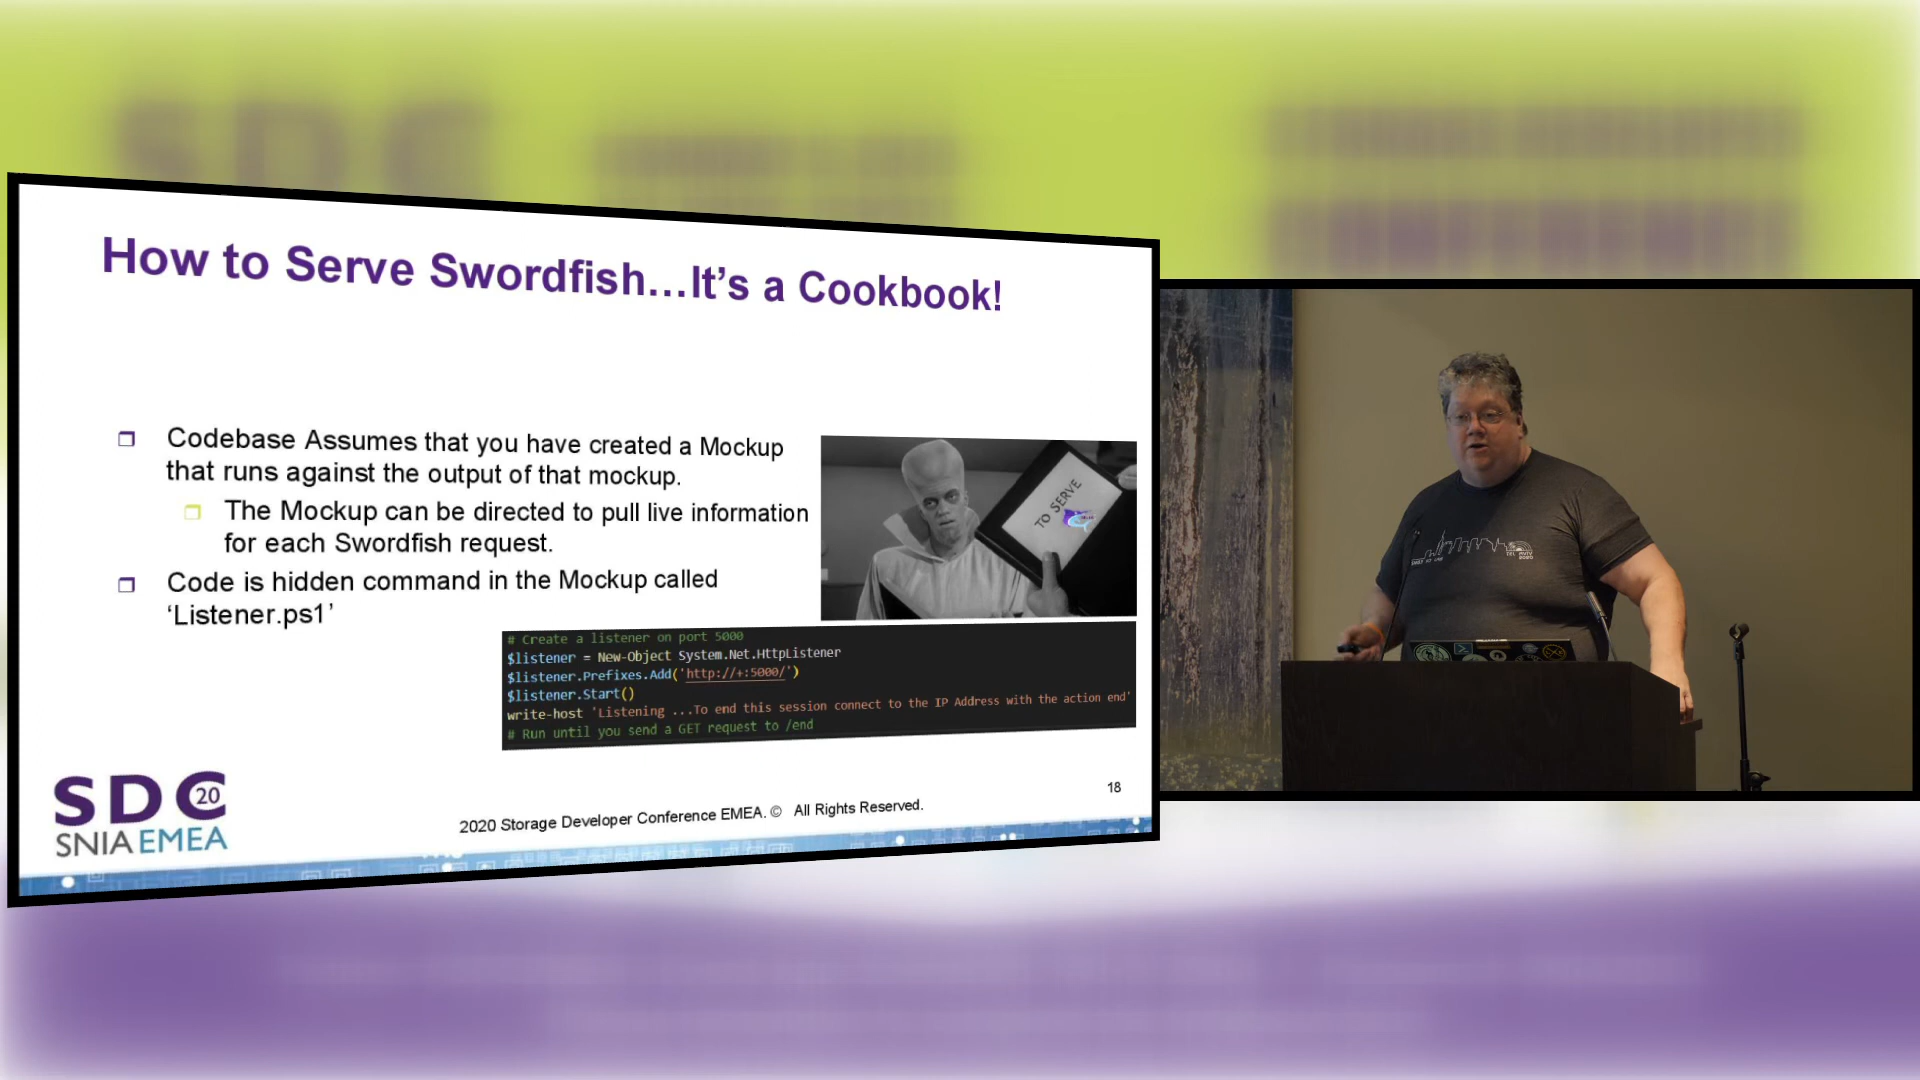 How to Serve Swordfish…It’s a Cookbook!
Codebase Assumes that you have created a Mockup
that runs against the output of that mockup.
The Mockup can be directed to pull live information
for each Swordfish request.
Code is hidden command in the Mockup called
‘Listener.ps1’
TO SERVE
# Create a listener on port 5000
$listener = New-Object System.Net.HttpListener
$listener.Prefixes.Add('http://+:5000/')
$listener.Start()
write-host 'Listening ...To end this session connect to the IP Address with the action end'
# Run until you send a GET request to /end
SDC 20
SNIA EMEA
2020 Storage Developer Conference EMEA. © All Rights Reserved.
18
SDC